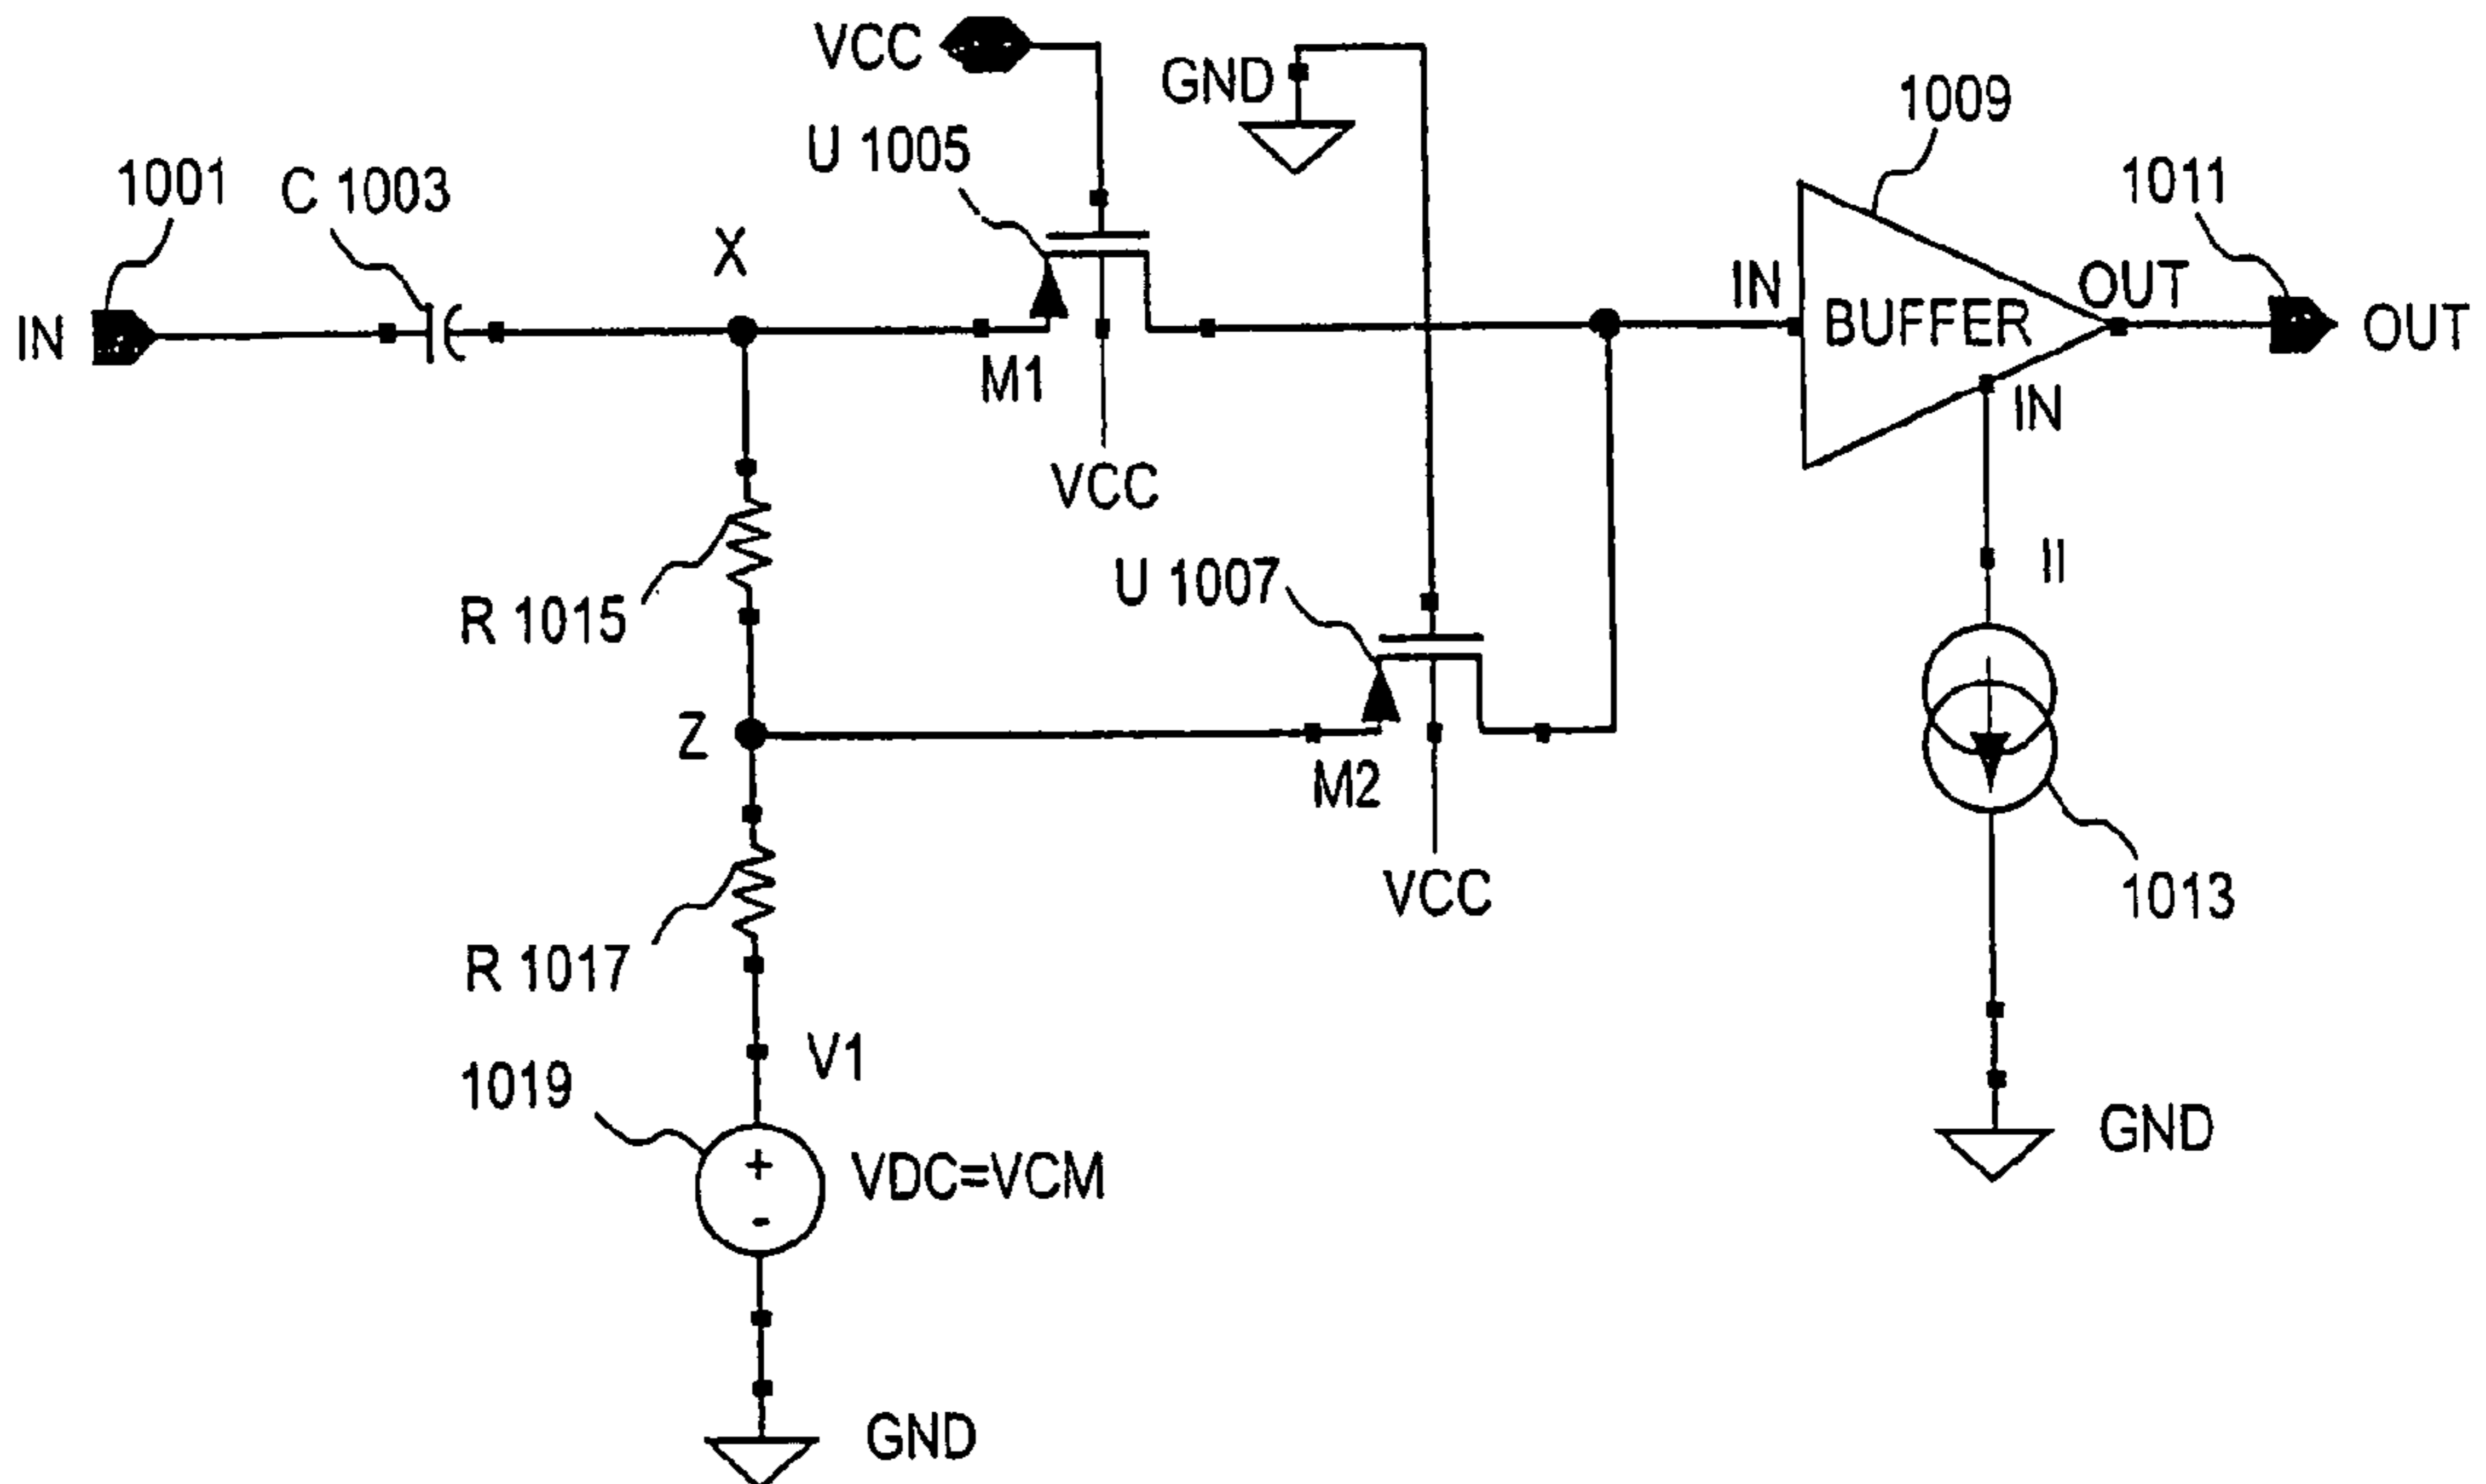 VCC
GND
1009
U 1005
1001
C 1003
1011
X
IN
OUT
IN
BUFFER
OUT
M1
IN
VCC
II
U 1007
R 1015
Z
M2
VCC
1013
R 1017
V1
1019
GND
VDC=VCM
GND